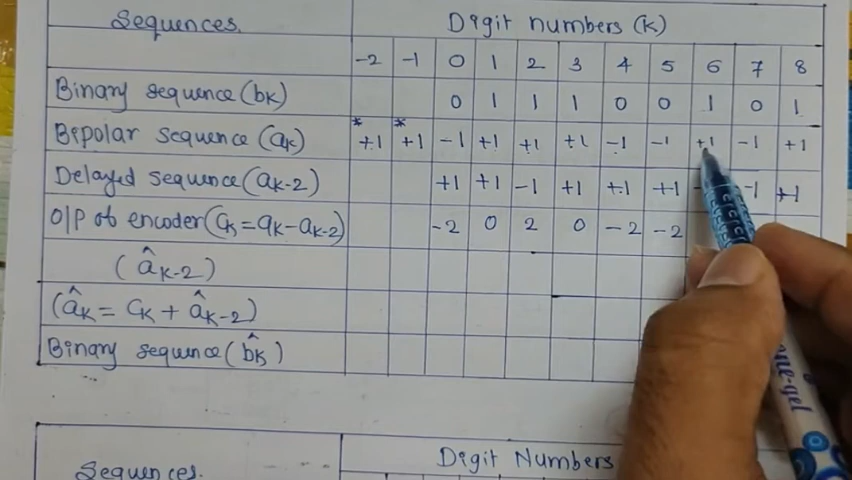 Sequences. Digit numbers (K)
-2 -1 0 1 2 3 4 5 6 7 8
Binary sequence (bK) 0 1 1 1 0 0 1 0 1
Bipolar sequence (aK) *+1 *+1 -1 +1 +1 +1 -1 -1 +1 -1 +1
Delayed sequence (aK-2) +1 +1 -1 +1 +1 +1 - -1 +1
O/P of encoder (CK = aK - aK-2) -2 0 2 0 -2 -2
(âK-2)
(âK = CK + âK-2)
Binary sequence (b̂K)
Sequences. Digit Numbers
one-gel